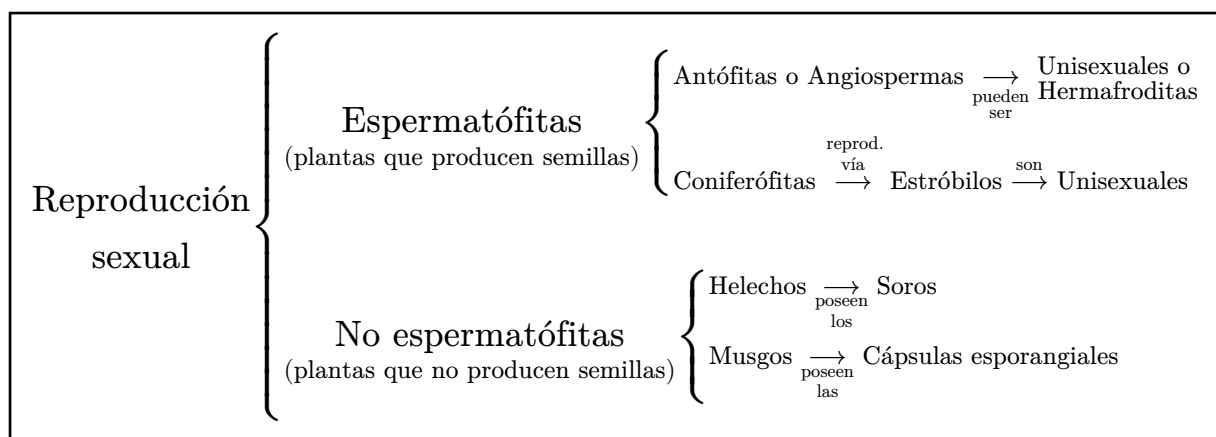 Reproducción
sexual
Espermatófitas
(plantas que producen semillas)
Antófitas o Angiospermas ⟶ Unisexuales o
pueden Hermafroditas
ser
reprod.
vía son
Coniferófitas ⟶ Estróbilos ⟶ Unisexuales
No espermatófitas
(plantas que no producen semillas)
Helechos ⟶ Soros
poseen
los
Musgos ⟶ Cápsulas esporangiales
poseen
las